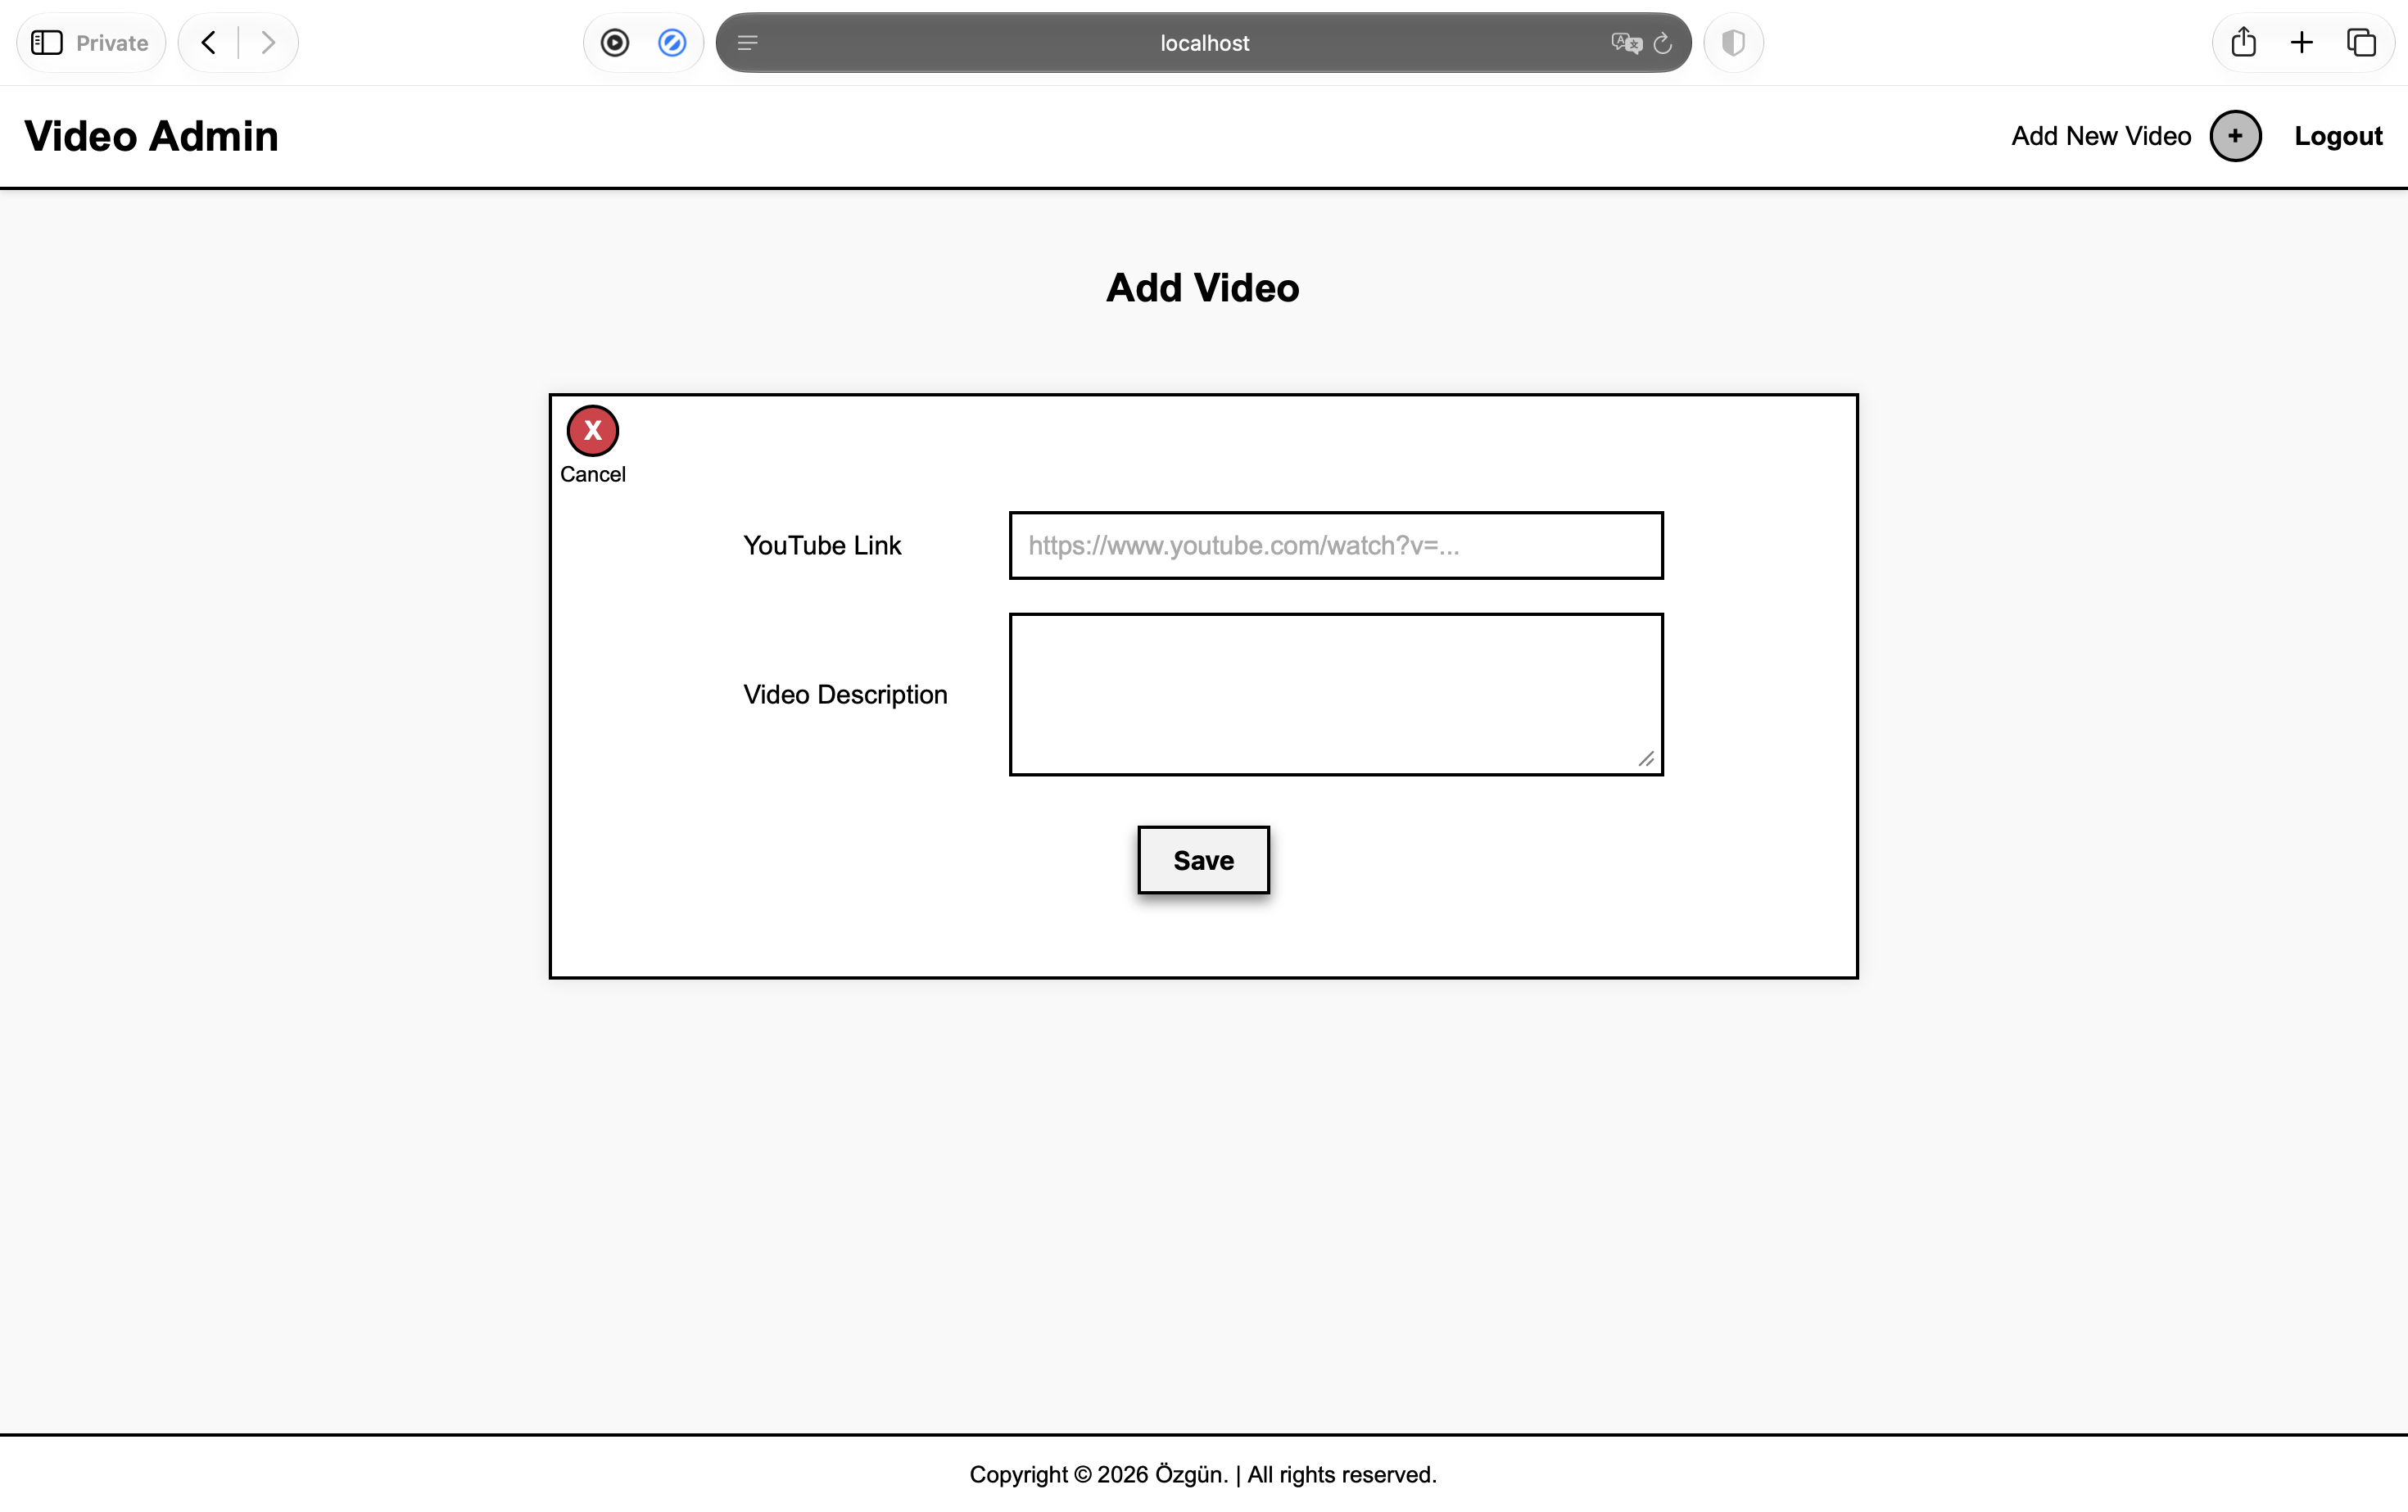 Private
localhost
Video Admin
Add New Video + Logout
Add Video
X
Cancel
YouTube Link
https://www.youtube.com/watch?v=...
Video Description
Save
Copyright © 2026 Özgün. | All rights reserved.